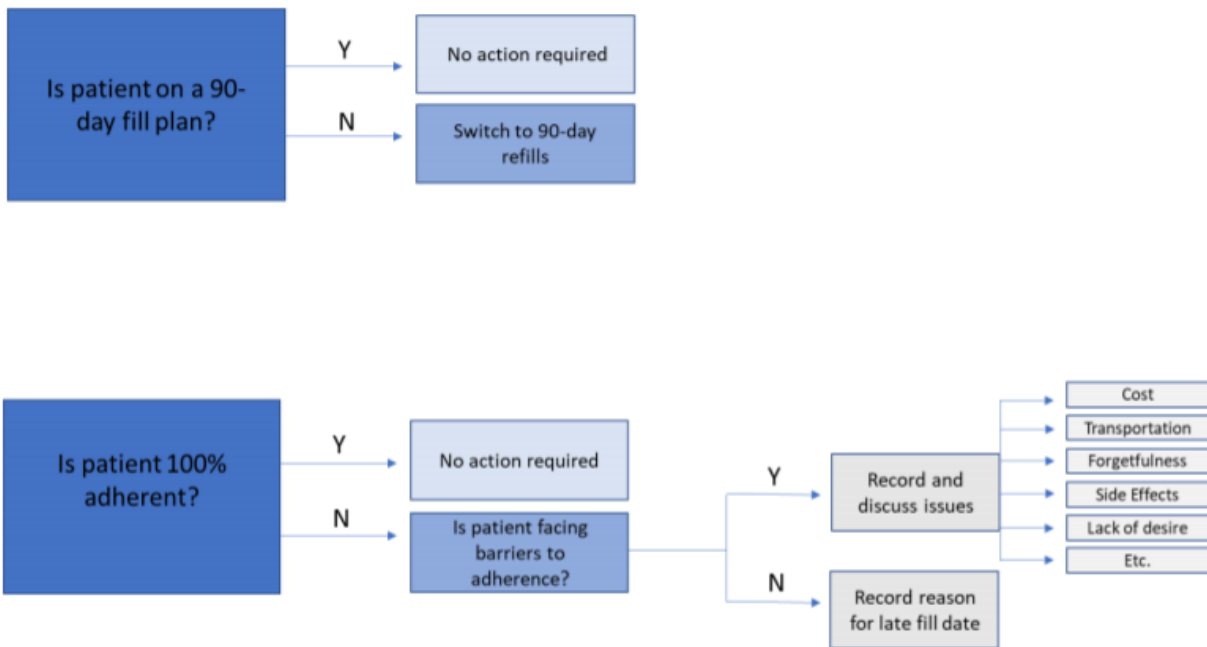 Is patient on a 90-
day fill plan?
Y
No action required
N
Switch to 90-day
refills
Is patient 100%
adherent?
Y
No action required
N
Is patient facing
barriers to
adherence?
Y
Record and
discuss issues
Cost
Transportation
Forgetfulness
Side Effects
Lack of desire
Etc.
N
Record reason
for late fill date